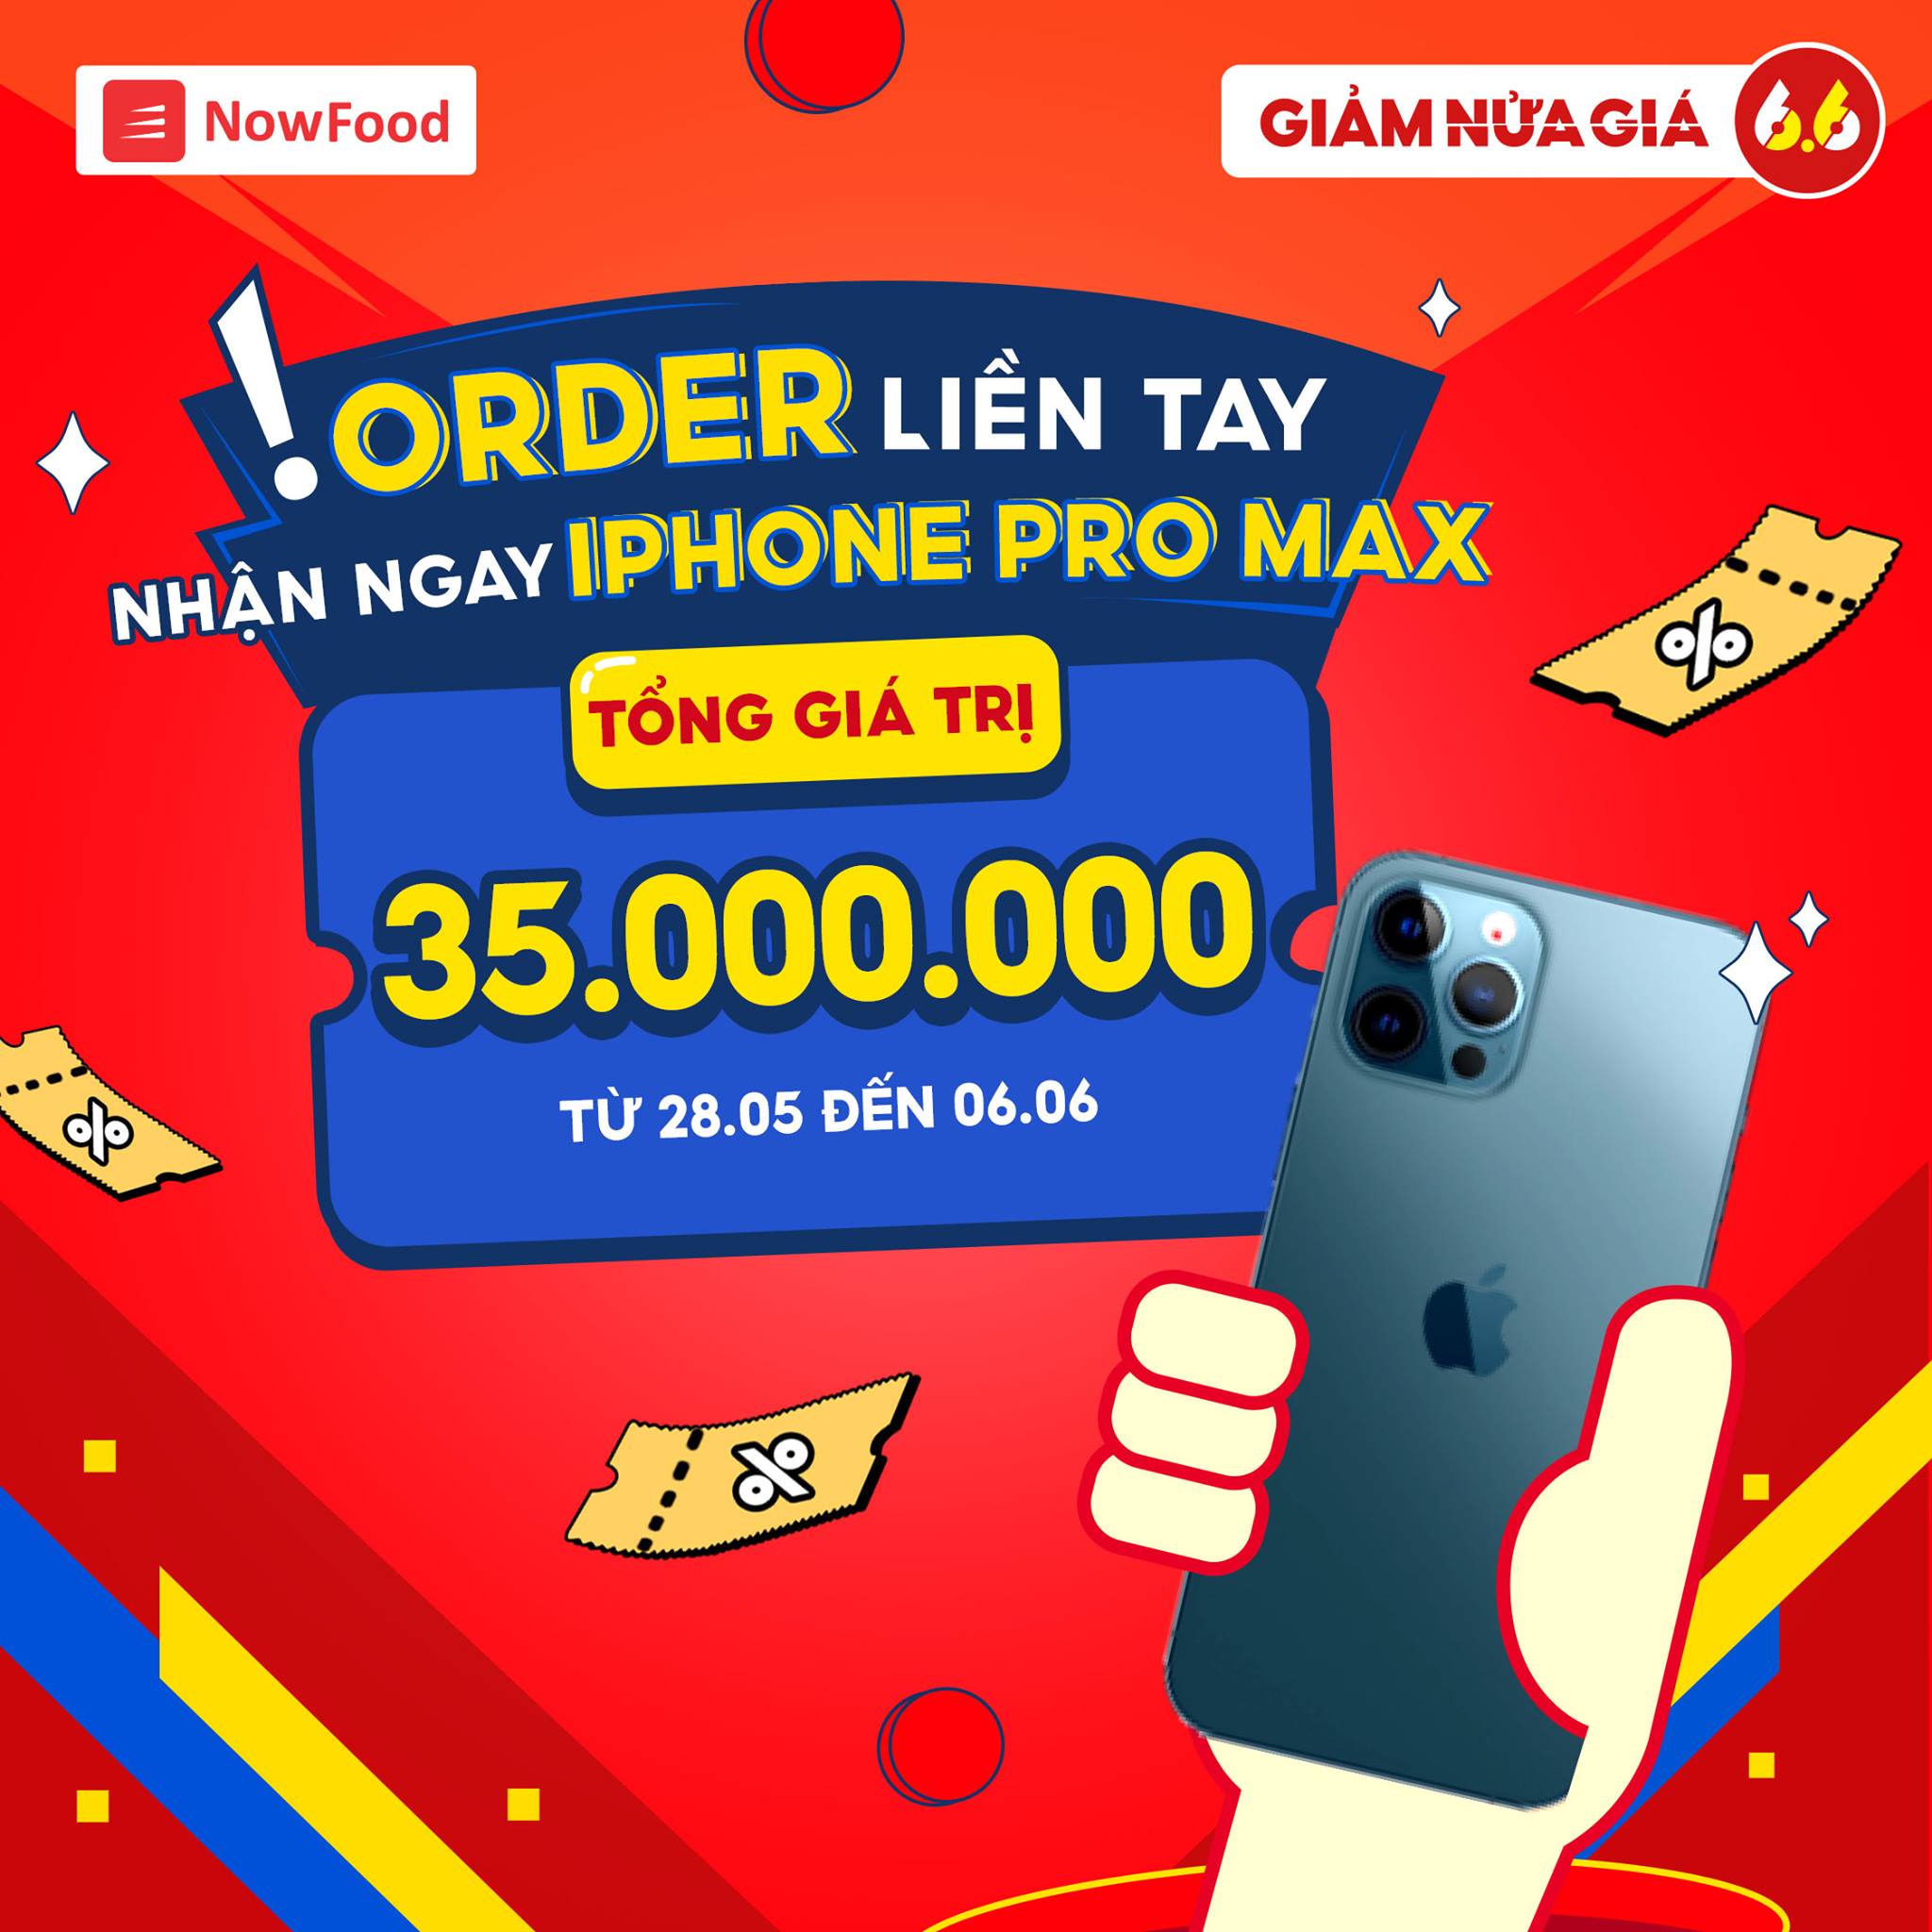 NowFood
GIẢM NỬA GIÁ 6.6
! ORDER LIỀN TAY
NHẬN NGAY IPHONE PRO MAX
TỔNG GIÁ TRỊ
35.000.000
TỪ 28.05 ĐẾN 06.06
%
%
%